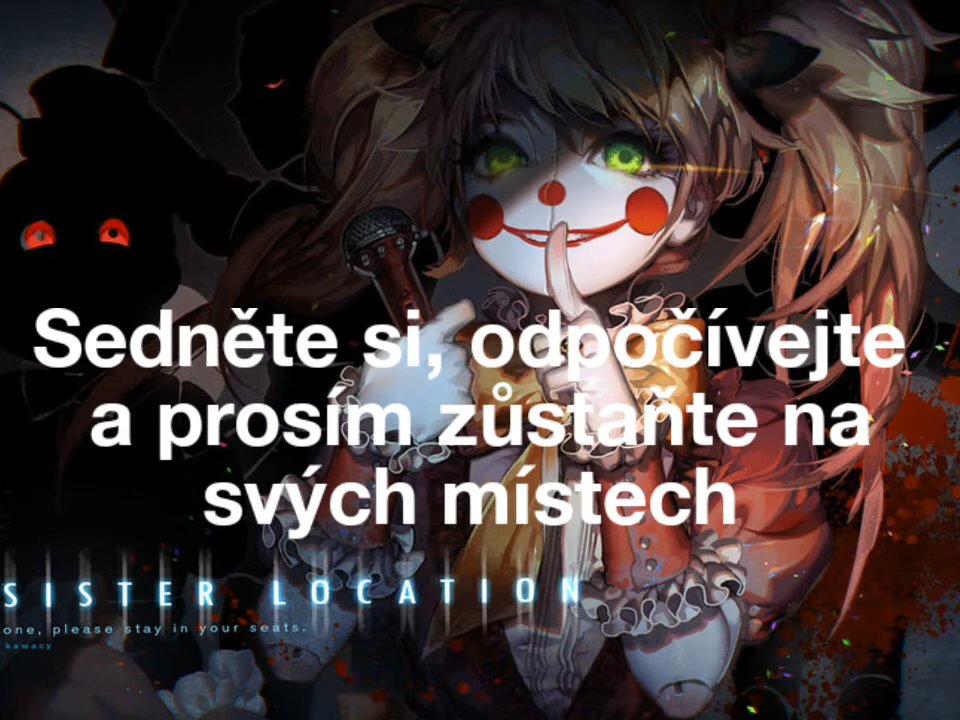 Sedněte si, odpočívejte
a prosím zůstaňte na
svých místech
SISTER LOCATION
one, please stay in your seats.
kawacy